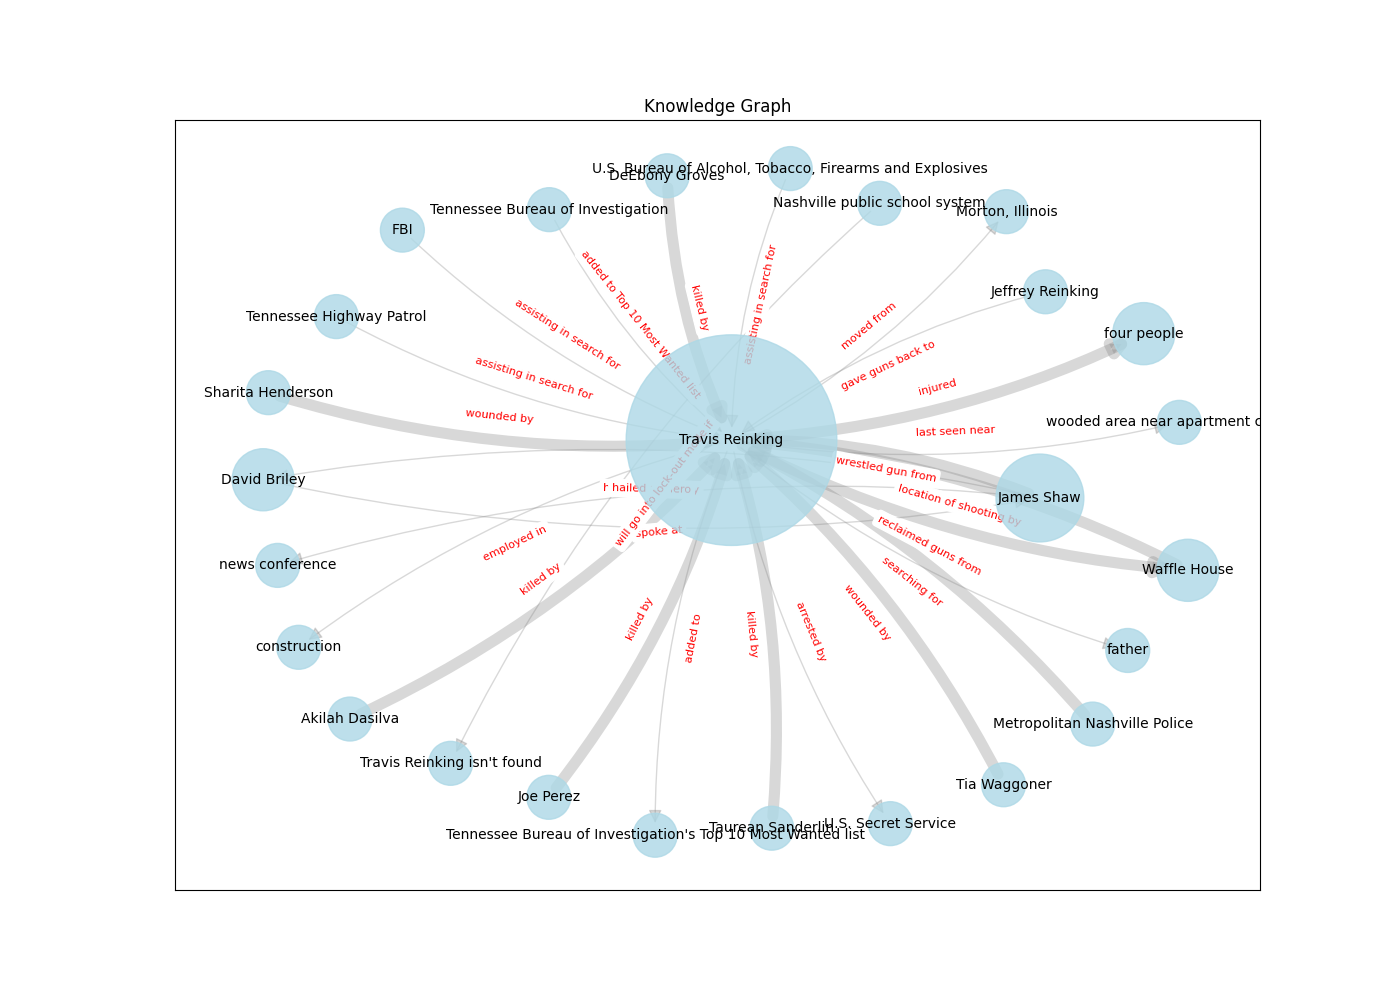 Knowledge Graph
U.S. Bureau of Alcohol, Tobacco, Firearms and Explosives
DeEbony Groves
Nashville public school system
Tennessee Bureau of Investigation
Morton, Illinois
FBI
added to Top 10 Most Wanted list
killed by
assisting in search for
Jeffrey Reinking
Tennessee Highway Patrol
assisting in search for
moved from
four people
gave guns back to
assisting in search for
injured
Sharita Henderson
wounded by
last seen near
wooded area near apartment
Travis Reinking
wrestled gun from
David Briley
hailed
will go into lock-out mode if
location of shooting by
James Shaw
spoke at
employed in
reclaimed guns from
news conference
killed by
searching for
Waffle House
killed by
added to
killed by
arrested by
wounded by
construction
father
Akilah Dasilva
Metropolitan Nashville Police
Travis Reinking isn't found
Joe Perez
Tia Waggoner
Tennessee Bureau of Investigation's Top 10 Most Wanted list
Taurean Sanderlin
U.S. Secret Service